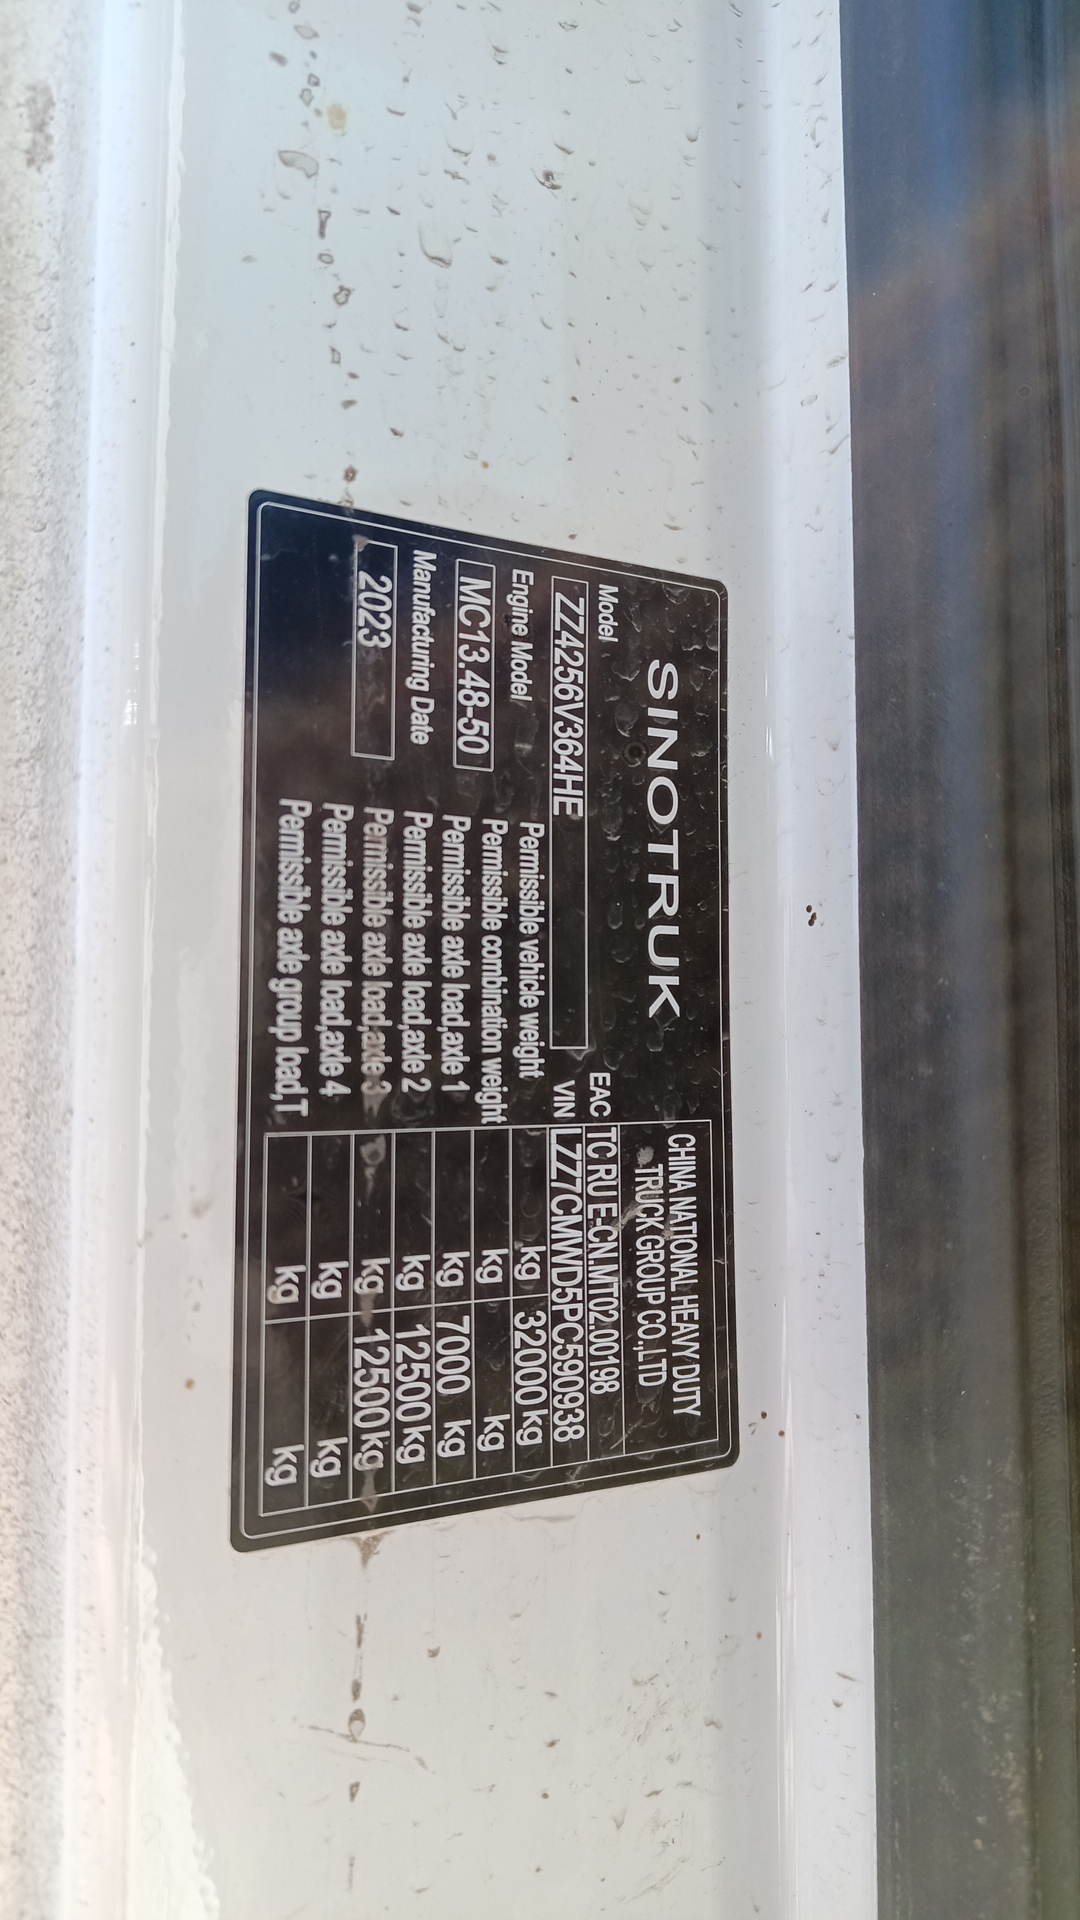 SINOTRUK
CHINA NATIONAL HEAVY DUTY
TRUCK GROUP CO.,LTD
Model
EAC TC RU E-CN.MT02.00198
ZZ4256V364HE
VIN LZZ7CMWD5PC590938
Engine Model
MC13.48-50
Manufacturing Date
2023
Permissible vehicle weight kg 32000 kg
Permissible combination weight kg kg
Permissible axle load,axle 1 kg 7000 kg
Permissible axle load,axle 2 kg 12500 kg
Permissible axle load,axle 3 kg 12500 kg
Permissible axle load,axle 4 kg kg
Permissible axle group load,T kg kg